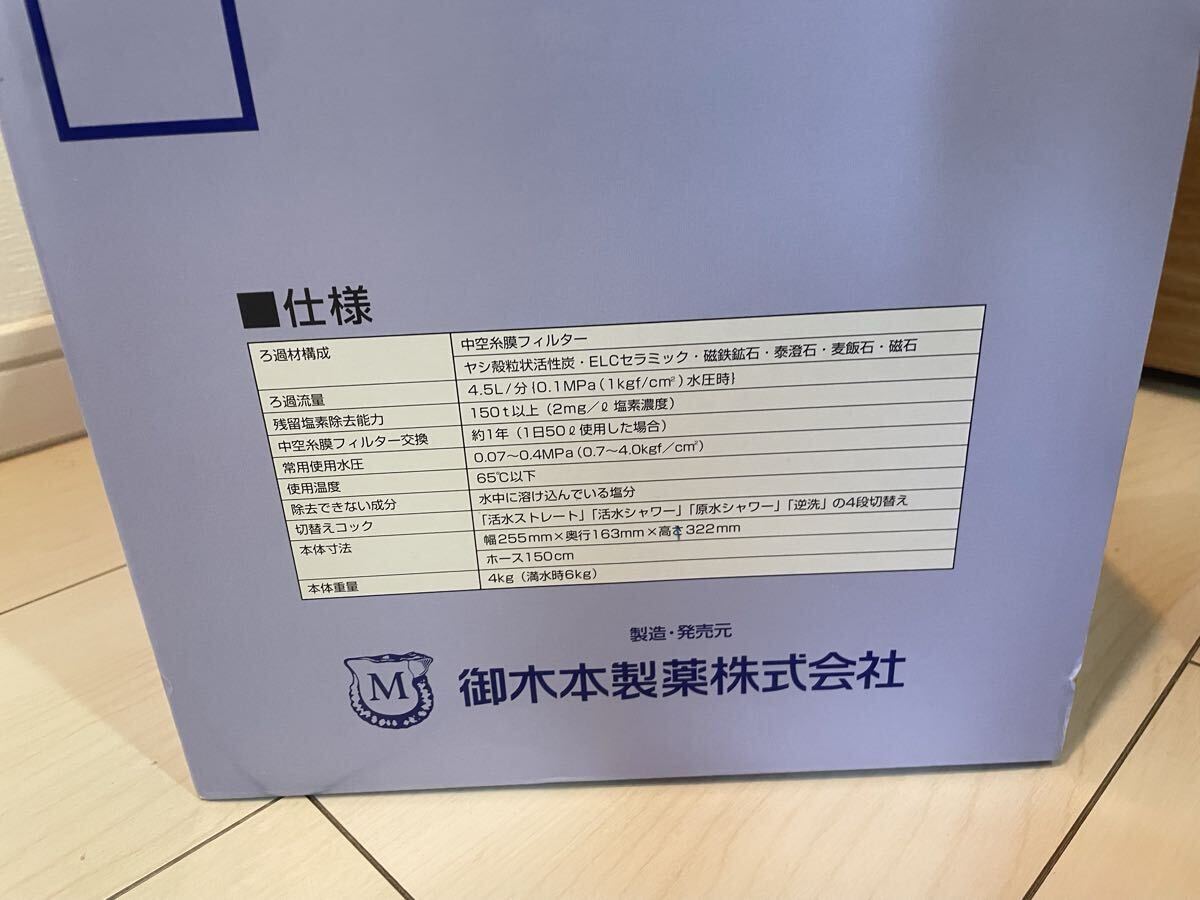 ■仕様
ろ過材構成 中空糸膜フィルター
ヤシ殻粒状活性炭・ELCセラミック・磁鉄鉱石・泰澄石・麦飯石・磁石
ろ過流量 4.5L/分{0.1MPa(1kgf/cm²)水圧時}
残留塩素除去能力 150t以上(2mg/ℓ塩素濃度)
中空糸膜フィルター交換 約1年(1日50ℓ使用した場合)
常用使用水圧 0.07〜0.4MPa(0.7〜4.0kgf/cm²)
使用温度 65℃以下
除去できない成分 水中に溶け込んでいる塩分
切替えコック 「活水ストレート」「活水シャワー」「原水シャワー」「逆洗」の4段切替え
本体寸法 幅255mm×奥行163mm×高さ322mm
ホース150cm
本体重量 4kg(満水時6kg)
製造・発売元
M 御木本製薬株式会社